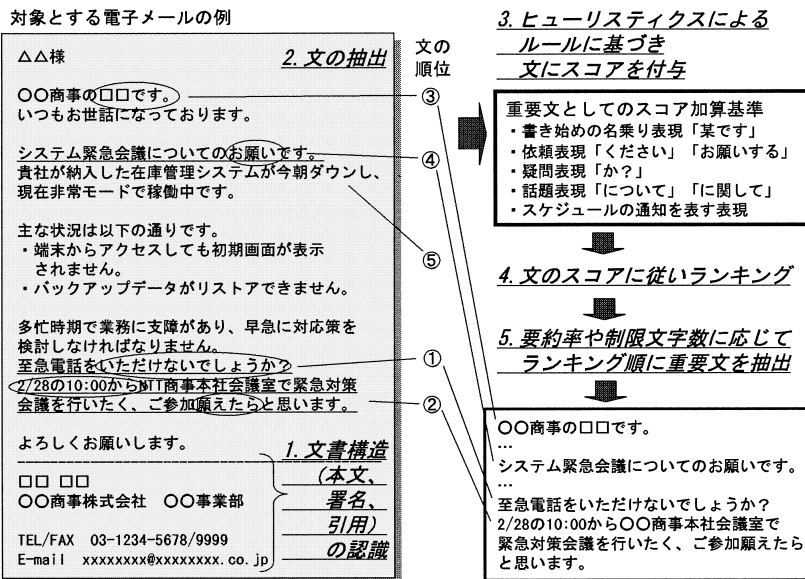 対象とする電子メールの例
△△様
2. 文の抽出
〇〇商事の口口です。
いつもお世話になっております。
システム緊急会議についてのお願いです。
貴社が納入した在庫管理システムが今朝ダウンし、
現在非常モードで稼働中です。
主な状況は以下の通りです。
・端末からアクセスしても初期画面が表示
されません。
・バックアップデータがリストアできません。
多忙時期で業務に支障があり、早急に対応策を
検討しなければなりません。
至急電話をいただけないでしょうか?
2/28の10:00からNTT商事本社会議室で緊急対策
会議を行いたく、ご参加願えたらと思います。
よろしくお願いします。
口口 口口
〇〇商事株式会社 〇〇事業部
TEL/FAX 03-1234-5678/9999
E-mail xxxxxxxx@xxxxxxxx.co.jp
1. 文書構造
(本文、
署名、
引用)
の認識
文の
順位
③
④
⑤
①
②
3. ヒューリスティクスによる
ルールに基づき
文にスコアを付与
重要文としてのスコア加算基準
・書き始めの名乗り表現「某です」
・依頼表現「ください」「お願いする」
・疑問表現「か?」
・話題表現「について」「に関して」
・スケジュールの通知を表す表現
4. 文のスコアに従いランキング
5. 要約率や制限文字数に応じて
ランキング順に重要文を抽出
〇〇商事の口口です。
…
システム緊急会議についてのお願いです。
…
至急電話をいただけないでしょうか?
2/28の10:00から〇〇商事本社会議室で
緊急対策会議を行いたく、ご参加願えたら
と思います。